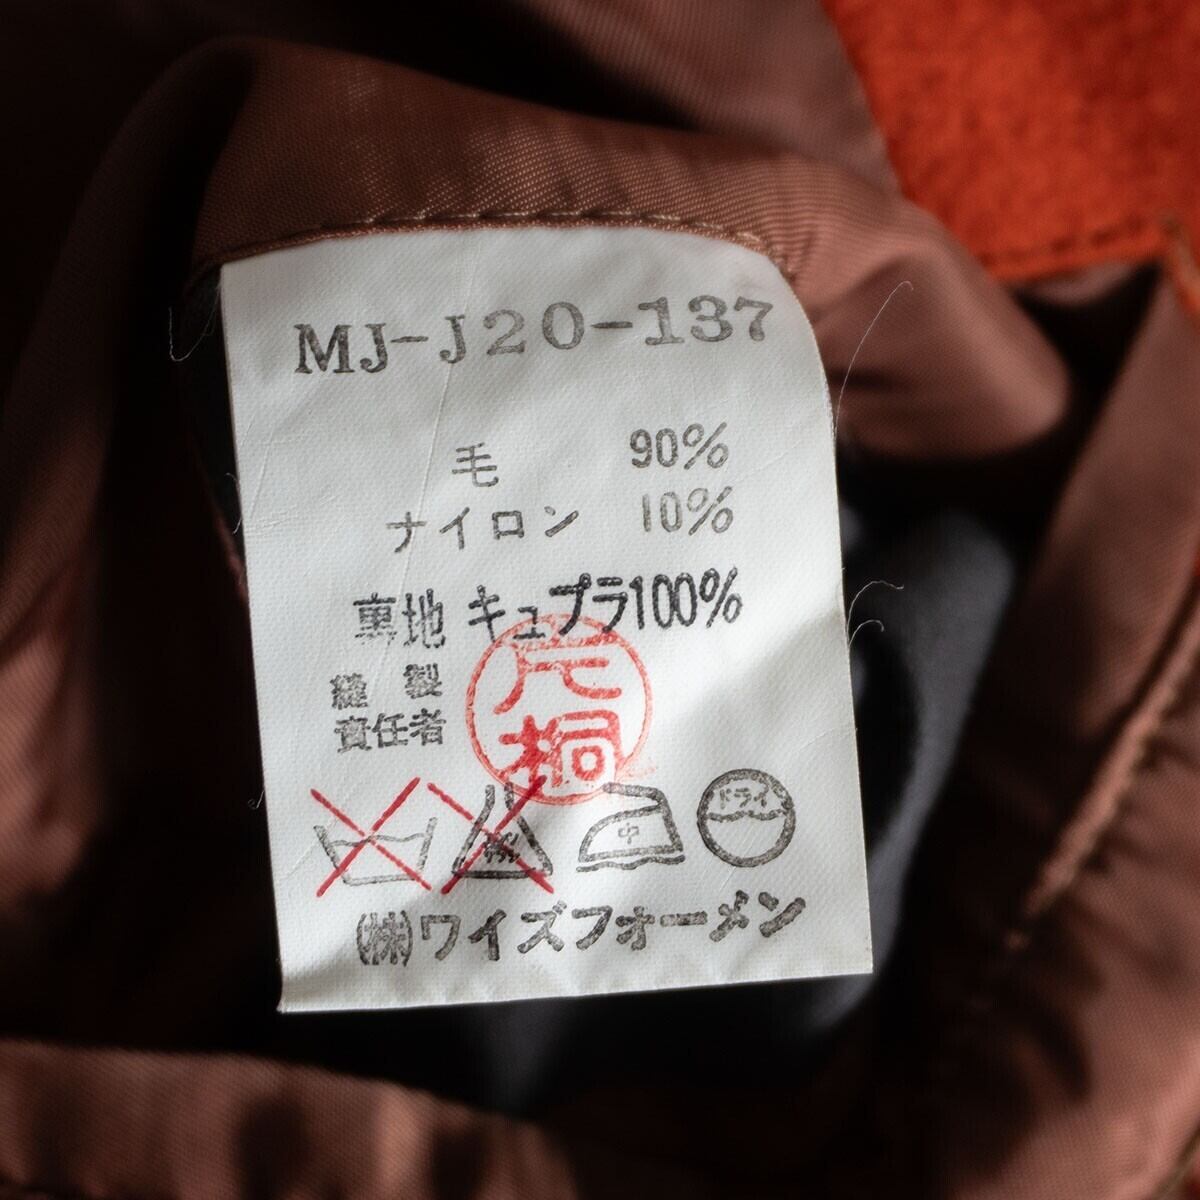 MJ-J20-137
毛 90%
ナイロン 10%
裏地 キュプラ100%
縫製
責任者
片桐
中 ドライ
(株)ワイズフォーメン